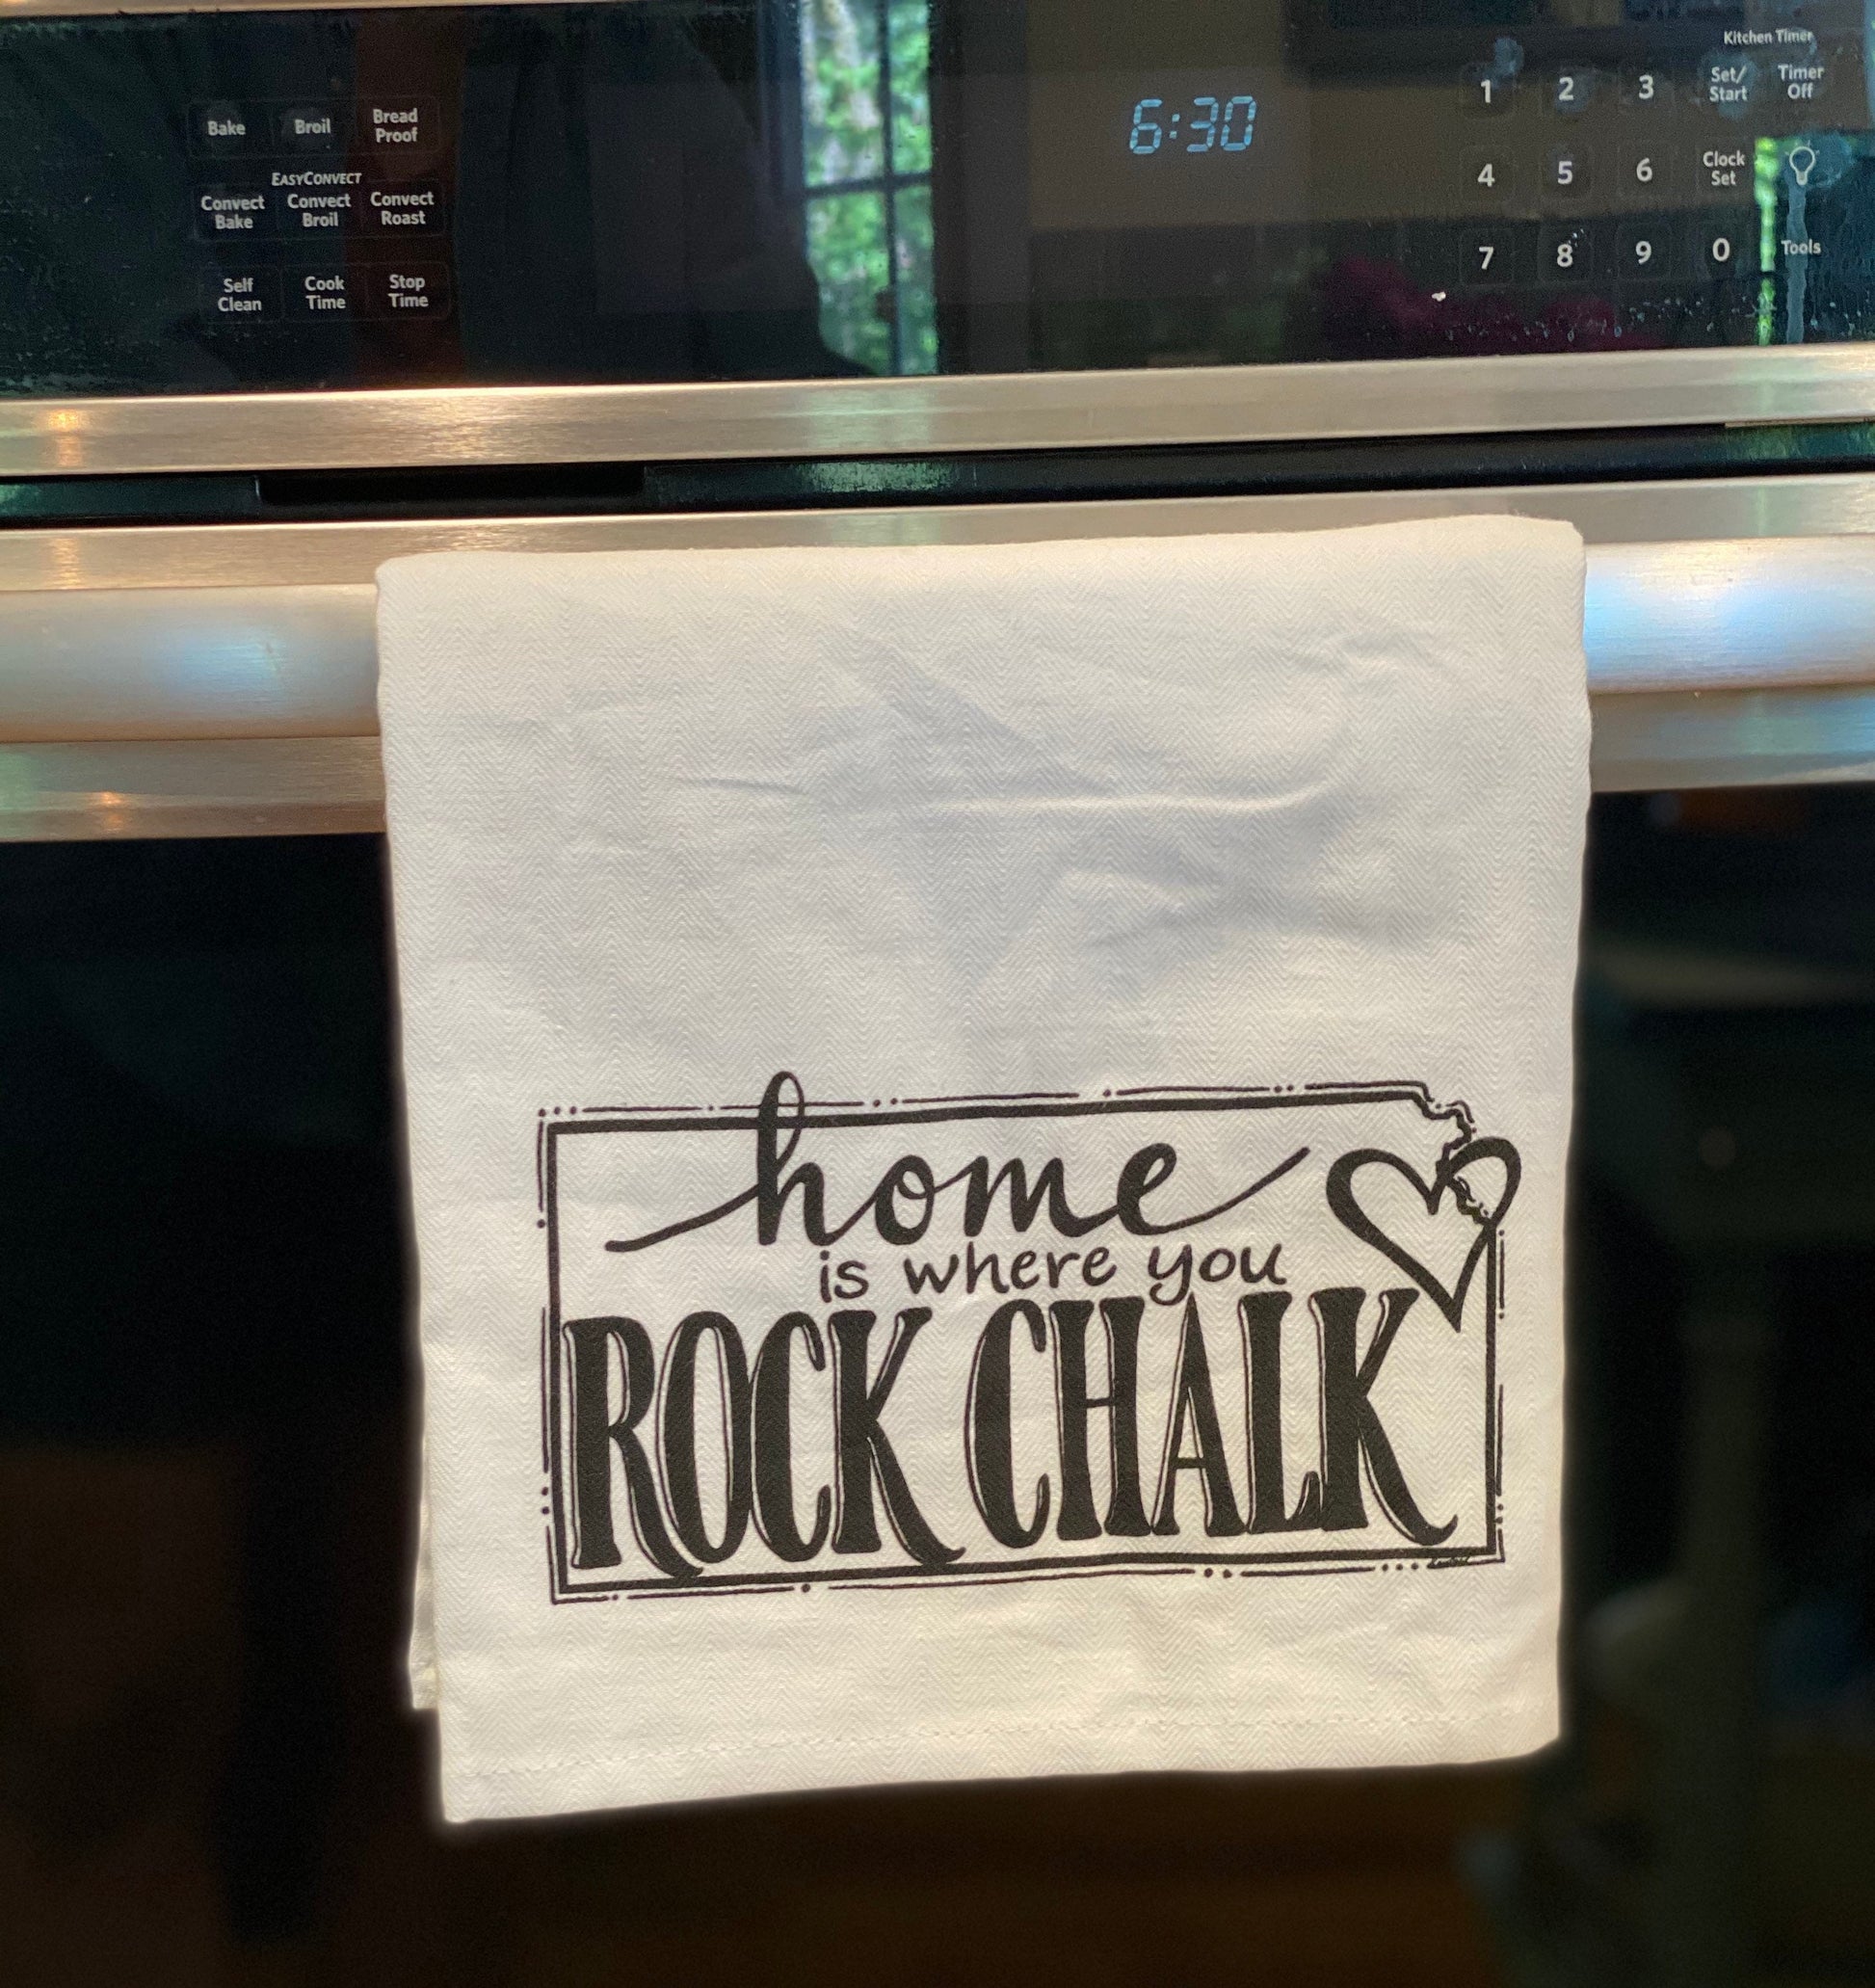 Kitchen Timer
Bake Broil Bread Proof
6:30
1 2 3 Set/Start Timer Off
EasyConvect
Convect Bake Convect Broil Convect Roast
4 5 6 Clock Set
Self Clean Cook Time Stop Time
7 8 9 0 Tools
home
is where you
ROCK CHALK